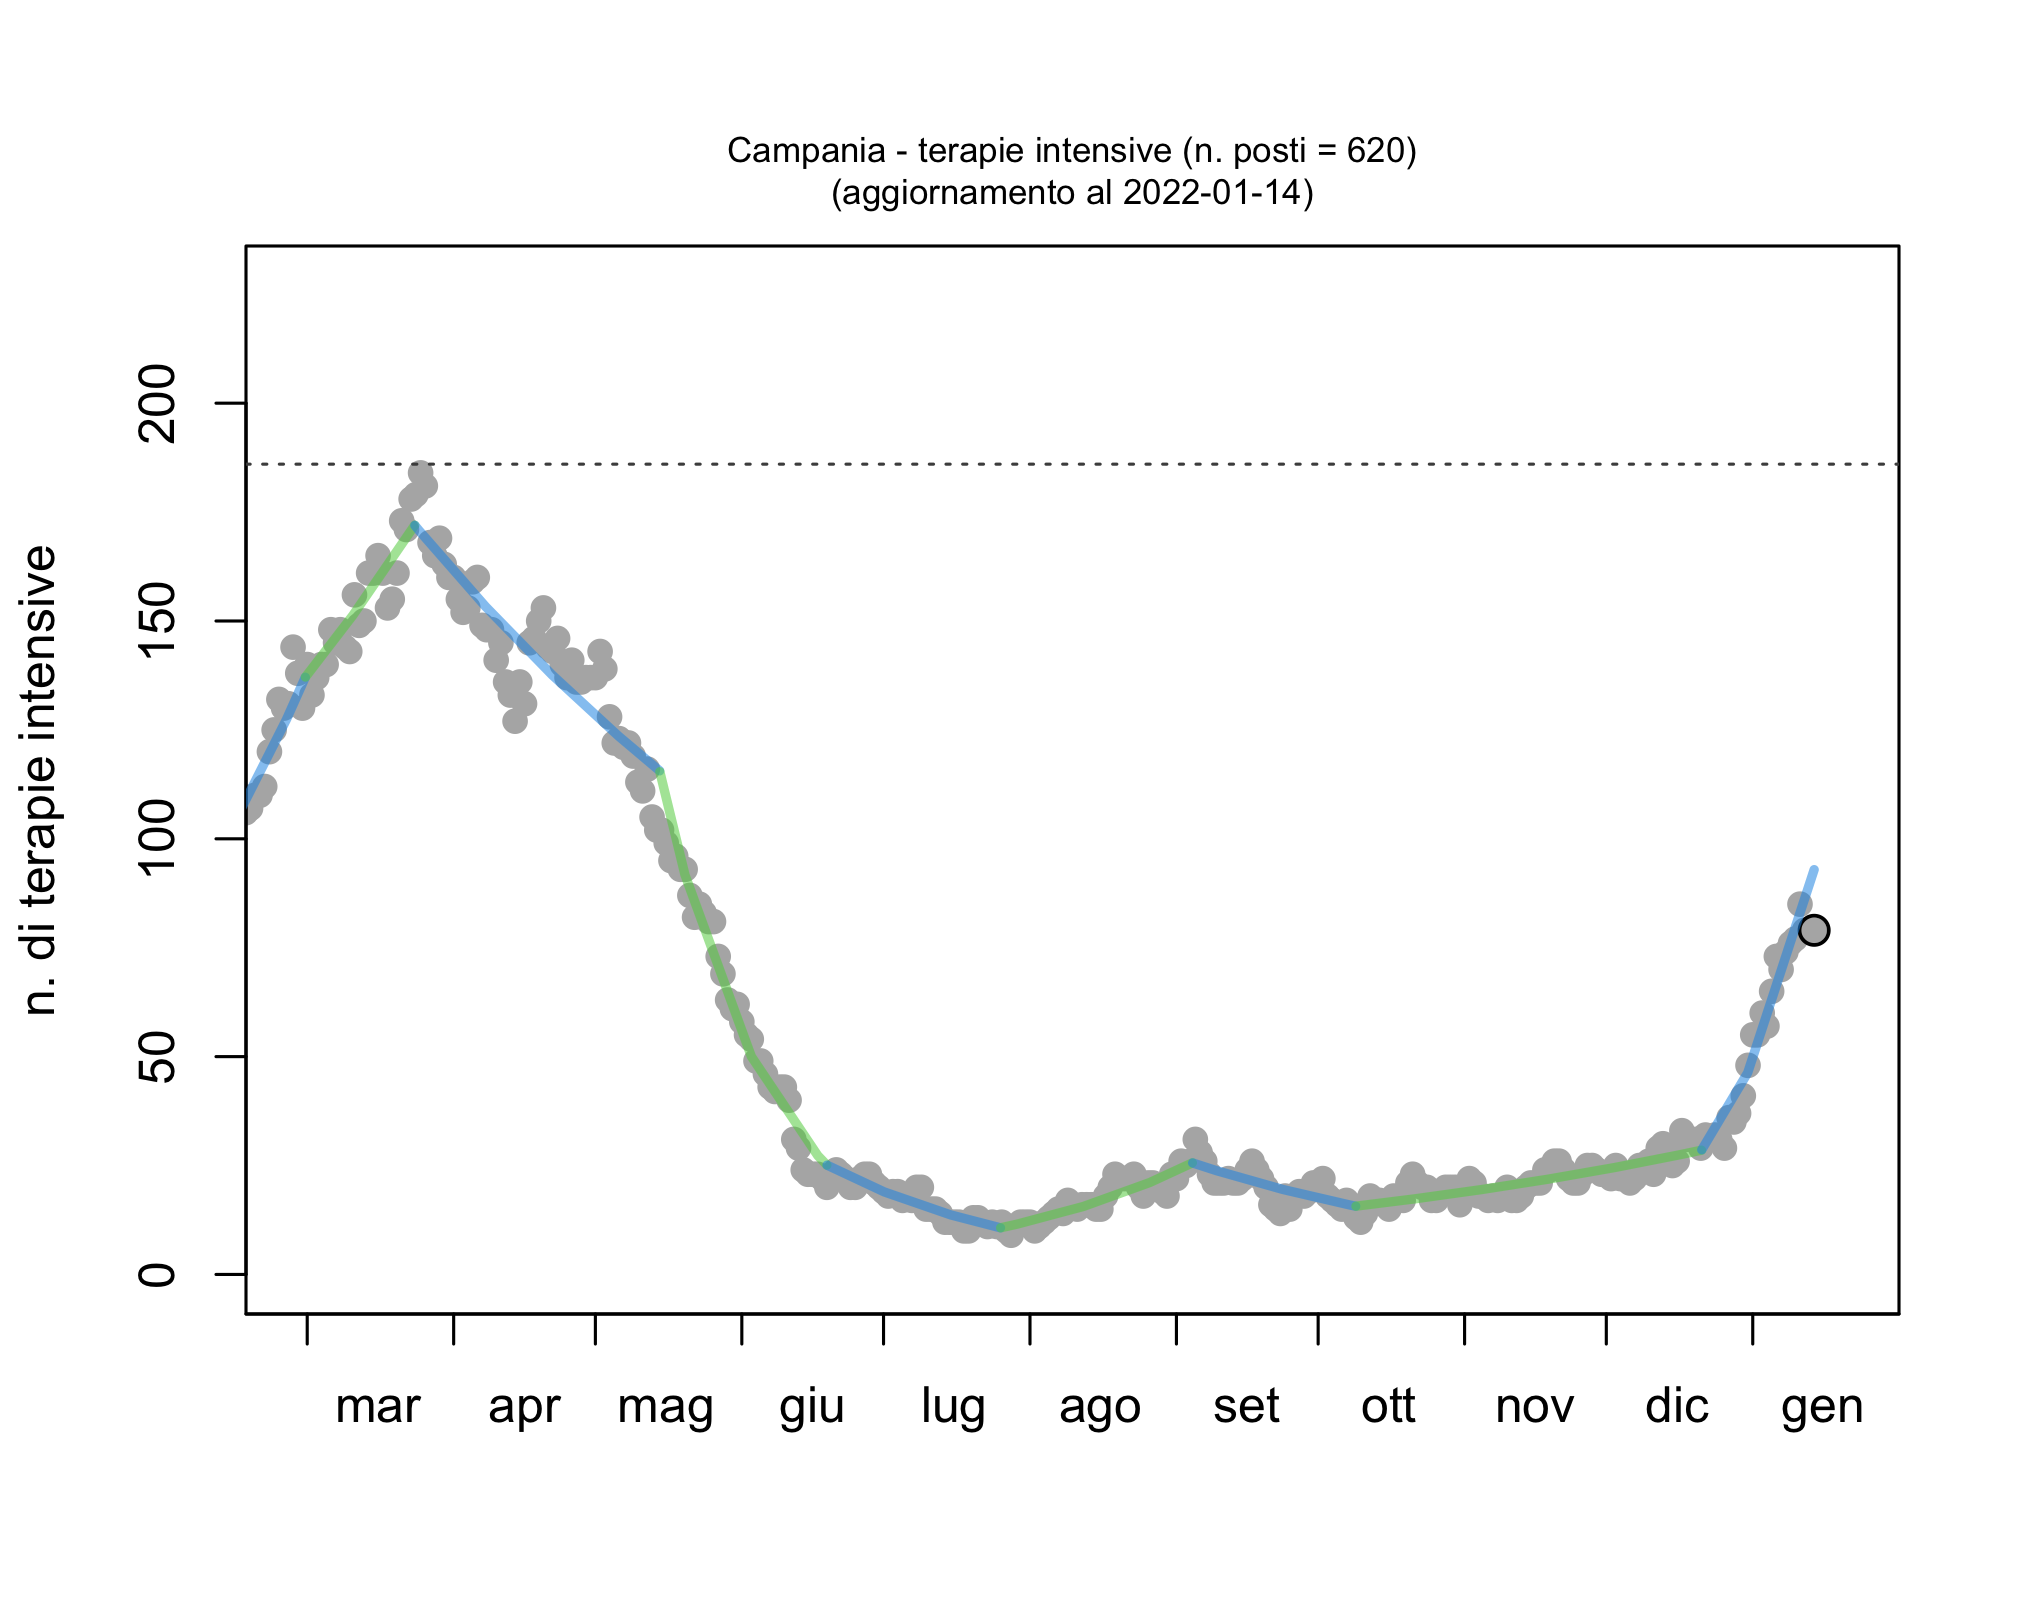 Campania - terapie intensive (n. posti = 620)
(aggiornamento al 2022-01-14)
n. di terapie intensive
200
150
100
50
0
mar apr mag giu lug ago set ott nov dic gen